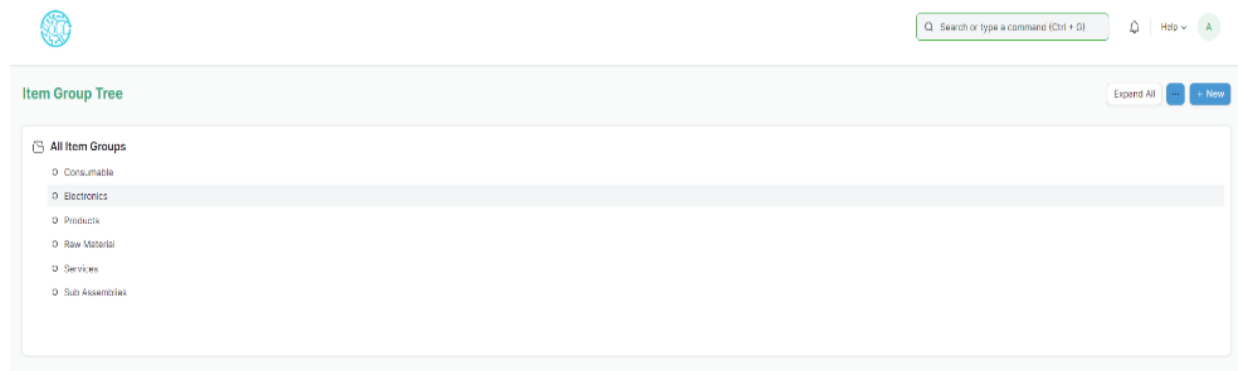 Search or type a command (Ctrl + G)
Help
A
Item Group Tree
Expand All
...
+ New
All Item Groups
Consumable
Electronics
Products
Raw Material
Services
Sub Assemblies